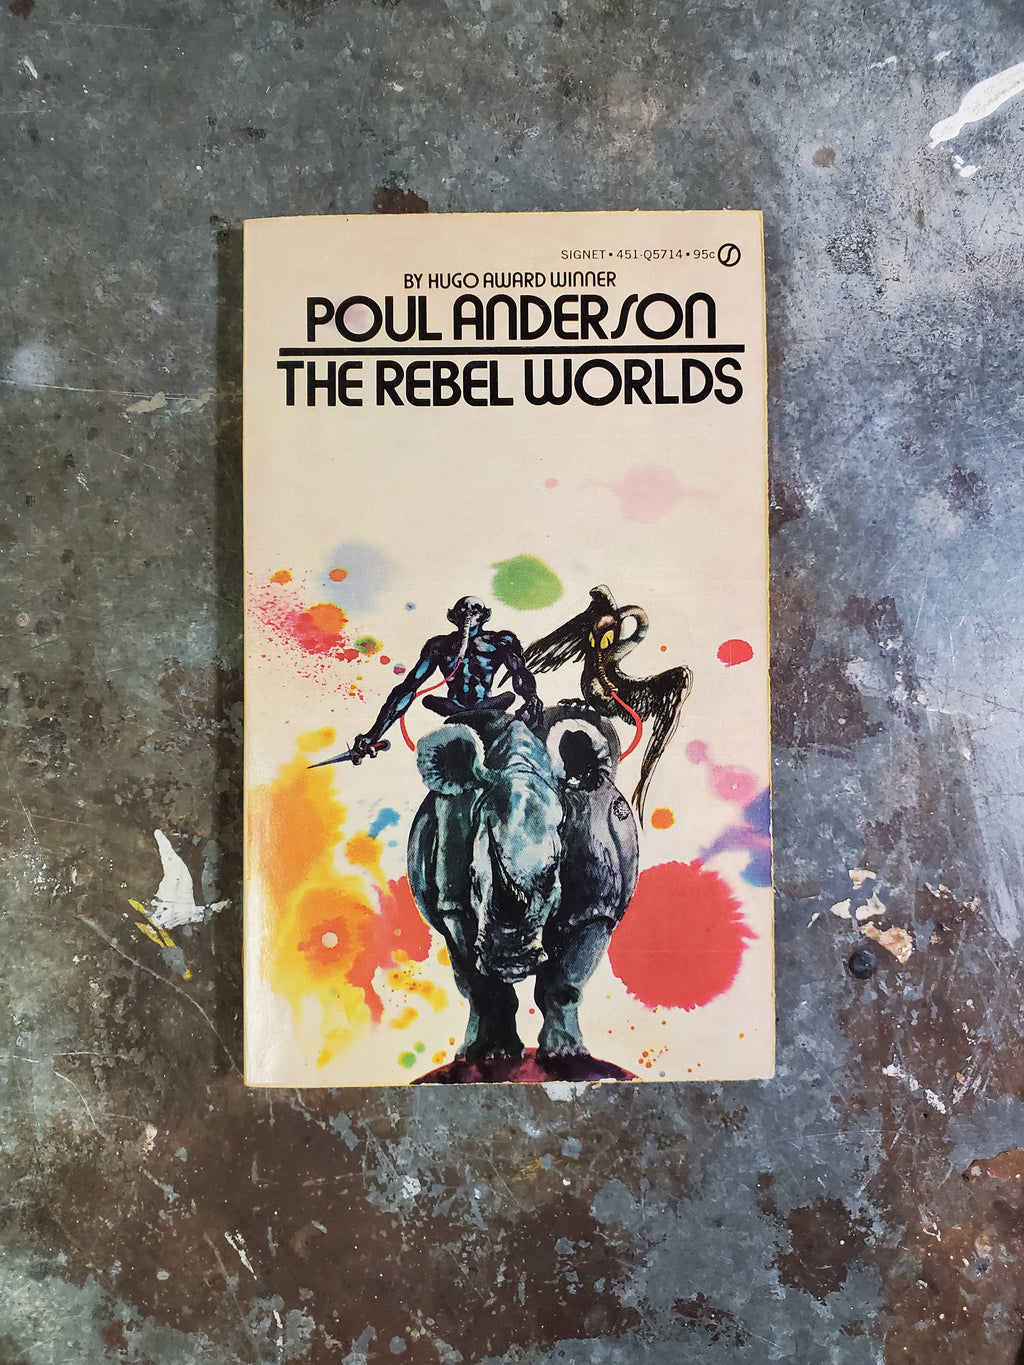 SIGNET • 451-Q5714 • 95c
BY HUGO AWARD WINNER
POUL ANDERSON
THE REBEL WORLDS